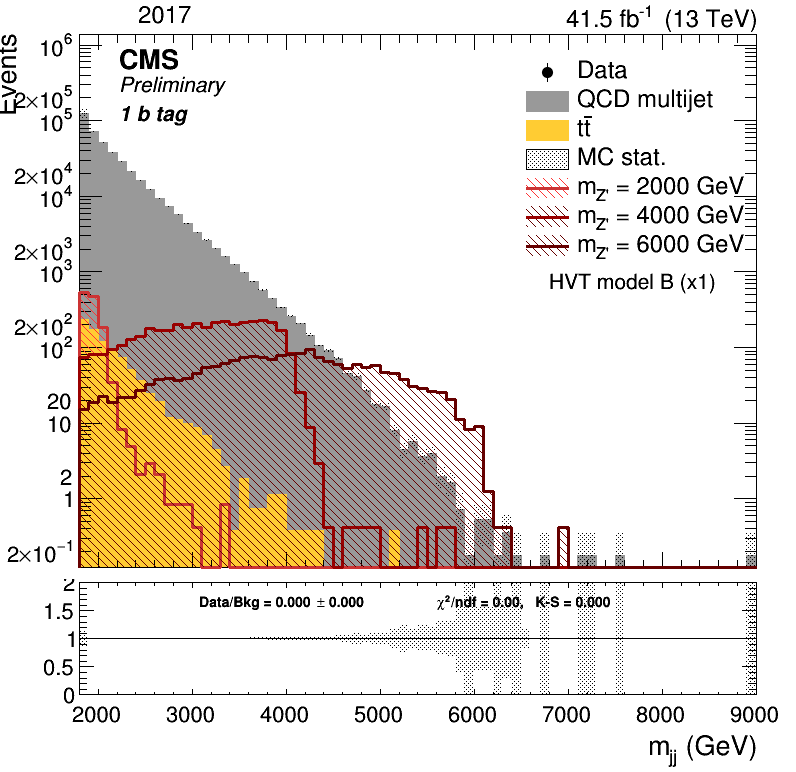 2017
41.5 fb⁻¹ (13 TeV)
Events
CMS
Preliminary
1 b tag
Data
QCD multijet
tt̄
MC stat.
m_Z' = 2000 GeV
m_Z' = 4000 GeV
m_Z' = 6000 GeV
HVT model B (x1)
10⁶
2×10⁵
10⁵
2×10⁴
10⁴
2×10³
10³
2×10²
10²
20
10
2
1
2×10⁻¹
Data/Bkg = 0.000 ± 0.000
χ²/ndf = 0.00, K-S = 0.000
2
1.5
1
0.5
0
2000 3000 4000 5000 6000 7000 8000 9000
m_jj (GeV)